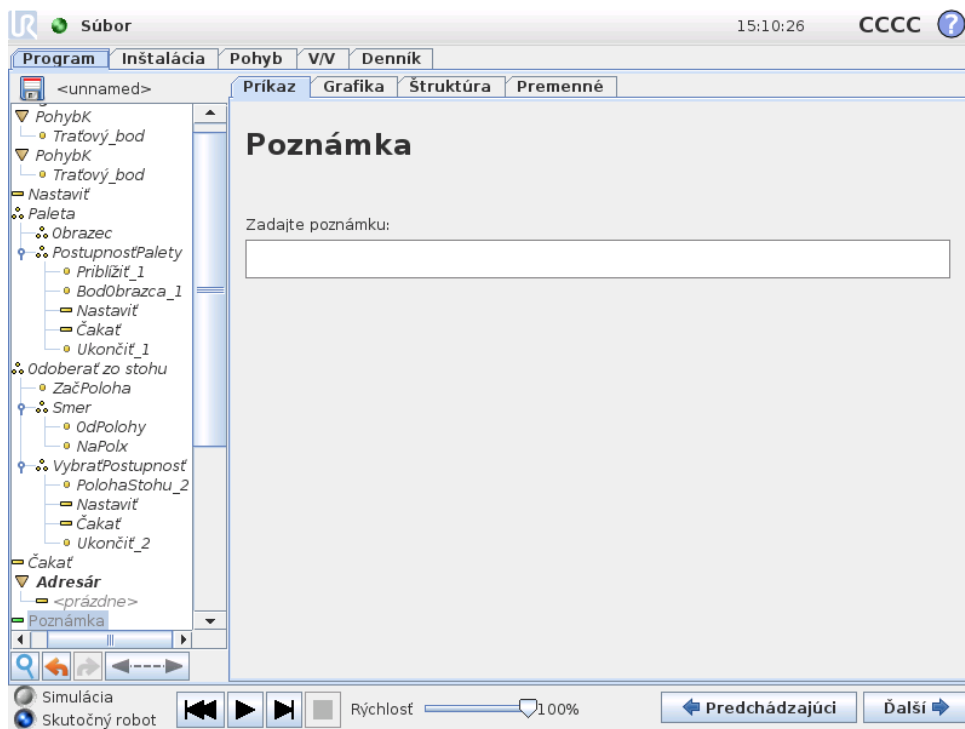 UR Súbor 15:10:26 CCCC ?
Program Inštalácia Pohyb V/V Denník
<unnamed> Príkaz Grafika Štruktúra Premenné
PohybK
Traťový_bod
PohybK
Traťový_bod
Nastaviť
Paleta
Obrazec
PostupnosťPalety
Priblížiť_1
BodObrazca_1
Nastaviť
Čakať
Ukončiť_1
Odoberať zo stohu
ZačPoloha
Smer
OdPolohy
NaPolx
VybraťPostupnosť
PolohaStohu_2
Nastaviť
Čakať
Ukončiť_2
Čakať
Adresár
<prázdne>
Poznámka
Poznámka
Zadajte poznámku:
Simulácia
Skutočný robot
Rýchlosť 100%
Predchádzajúci Ďalší